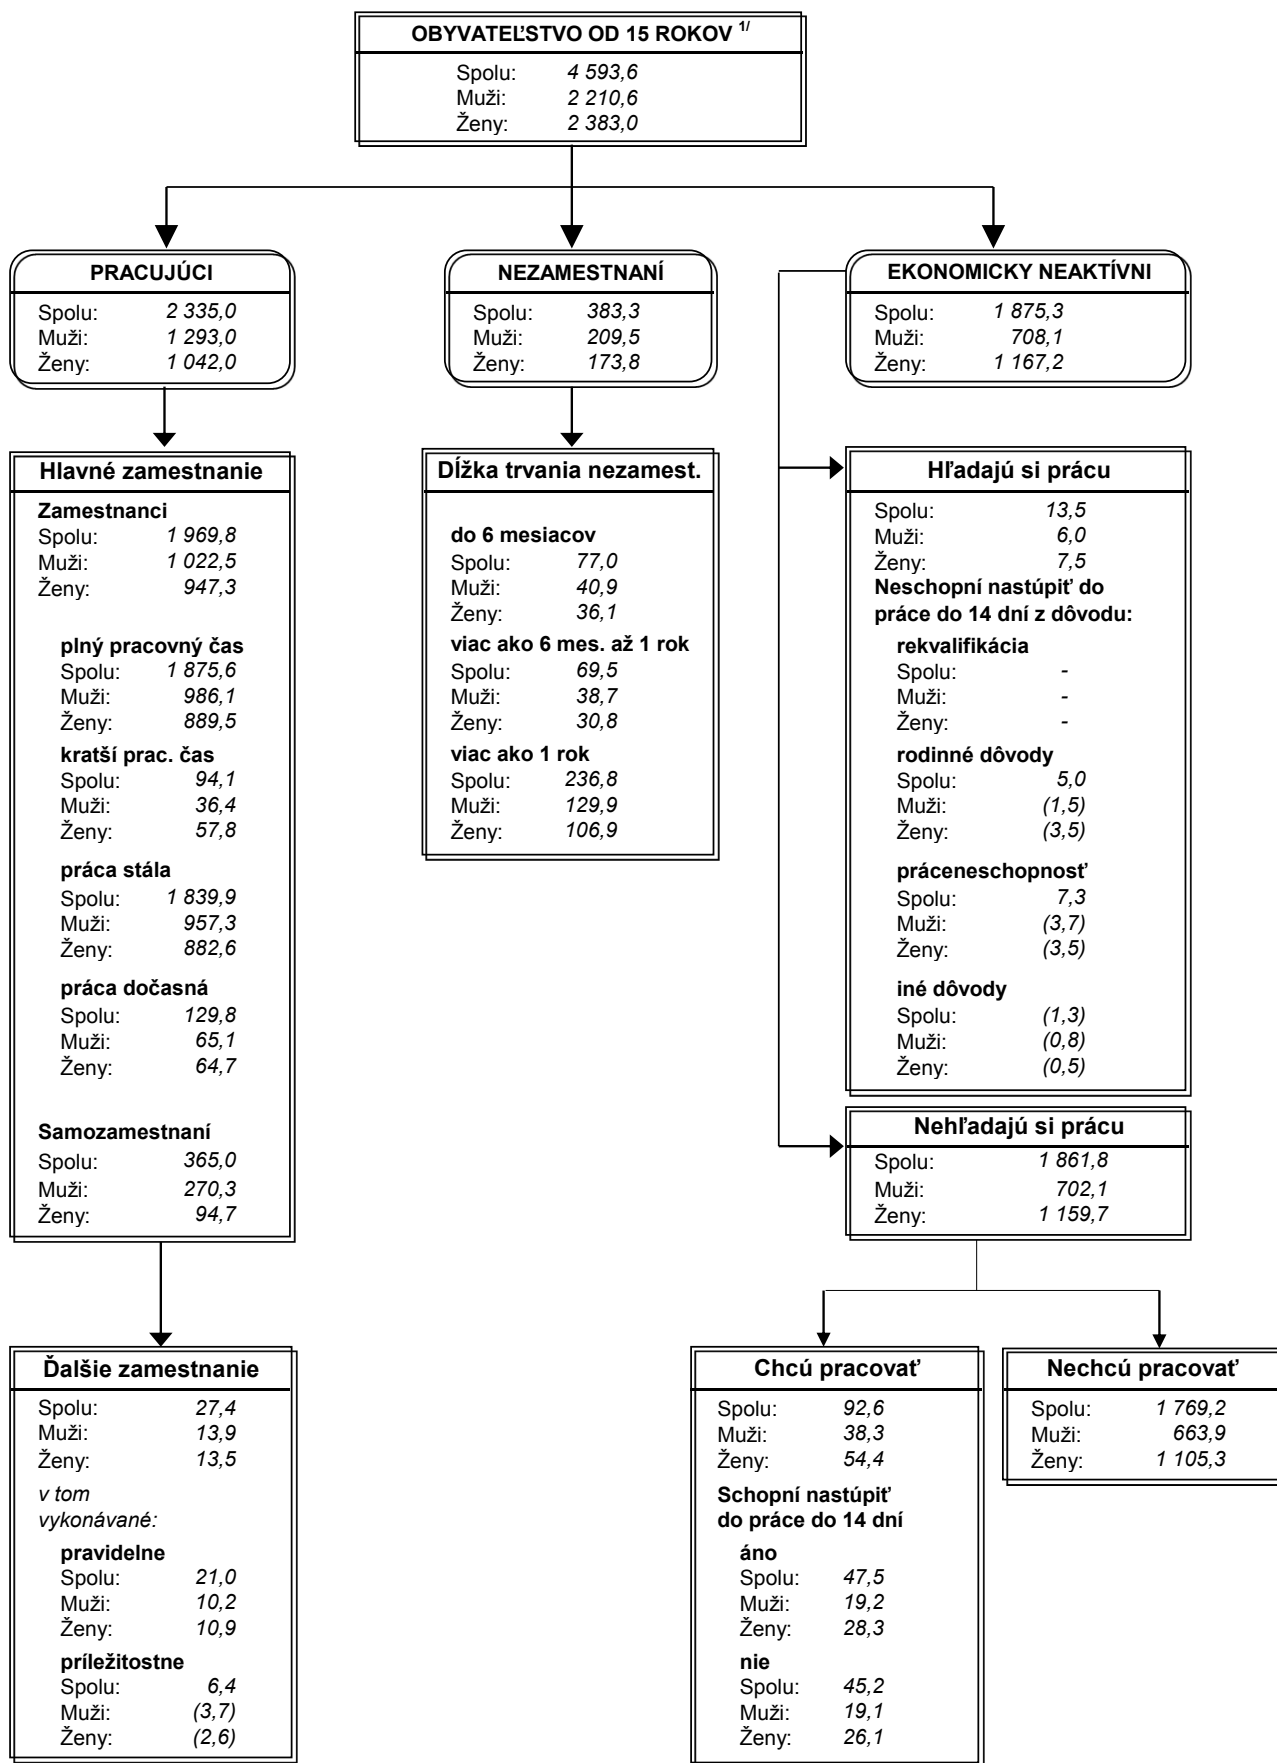 OBYVATEĽSTVO OD 15 ROKOV 1/
Spolu: 4 593,6
Muži: 2 210,6
Ženy: 2 383,0
PRACUJÚCI
Spolu: 2 335,0
Muži: 1 293,0
Ženy: 1 042,0
NEZAMESTNANÍ
Spolu: 383,3
Muži: 209,5
Ženy: 173,8
EKONOMICKY NEAKTÍVNI
Spolu: 1 875,3
Muži: 708,1
Ženy: 1 167,2
Hlavné zamestnanie
Zamestnanci
Spolu: 1 969,8
Muži: 1 022,5
Ženy: 947,3
plný pracovný čas
Spolu: 1 875,6
Muži: 986,1
Ženy: 889,5
kratší prac. čas
Spolu: 94,1
Muži: 36,4
Ženy: 57,8
práca stála
Spolu: 1 839,9
Muži: 957,3
Ženy: 882,6
práca dočasná
Spolu: 129,8
Muži: 65,1
Ženy: 64,7
Samozamestnaní
Spolu: 365,0
Muži: 270,3
Ženy: 94,7
Dĺžka trvania nezamest.
do 6 mesiacov
Spolu: 77,0
Muži: 40,9
Ženy: 36,1
viac ako 6 mes. až 1 rok
Spolu: 69,5
Muži: 38,7
Ženy: 30,8
viac ako 1 rok
Spolu: 236,8
Muži: 129,9
Ženy: 106,9
Hľadajú si prácu
Spolu: 13,5
Muži: 6,0
Ženy: 7,5
Neschopní nastúpiť do
práce do 14 dní z dôvodu:
rekvalifikácia
Spolu: -
Muži: -
Ženy: -
rodinné dôvody
Spolu: 5,0
Muži: (1,5)
Ženy: (3,5)
práceneschopnosť
Spolu: 7,3
Muži: (3,7)
Ženy: (3,5)
iné dôvody
Spolu: (1,3)
Muži: (0,8)
Ženy: (0,5)
Nehľadajú si prácu
Spolu: 1 861,8
Muži: 702,1
Ženy: 1 159,7
Ďalšie zamestnanie
Spolu: 27,4
Muži: 13,9
Ženy: 13,5
v tom
vykonávané:
pravidelne
Spolu: 21,0
Muži: 10,2
Ženy: 10,9
príležitostne
Spolu: 6,4
Muži: (3,7)
Ženy: (2,6)
Chcú pracovať
Spolu: 92,6
Muži: 38,3
Ženy: 54,4
Schopní nastúpiť
do práce do 14 dní
áno
Spolu: 47,5
Muži: 19,2
Ženy: 28,3
nie
Spolu: 45,2
Muži: 19,1
Ženy: 26,1
Nechcú pracovať
Spolu: 1 769,2
Muži: 663,9
Ženy: 1 105,3